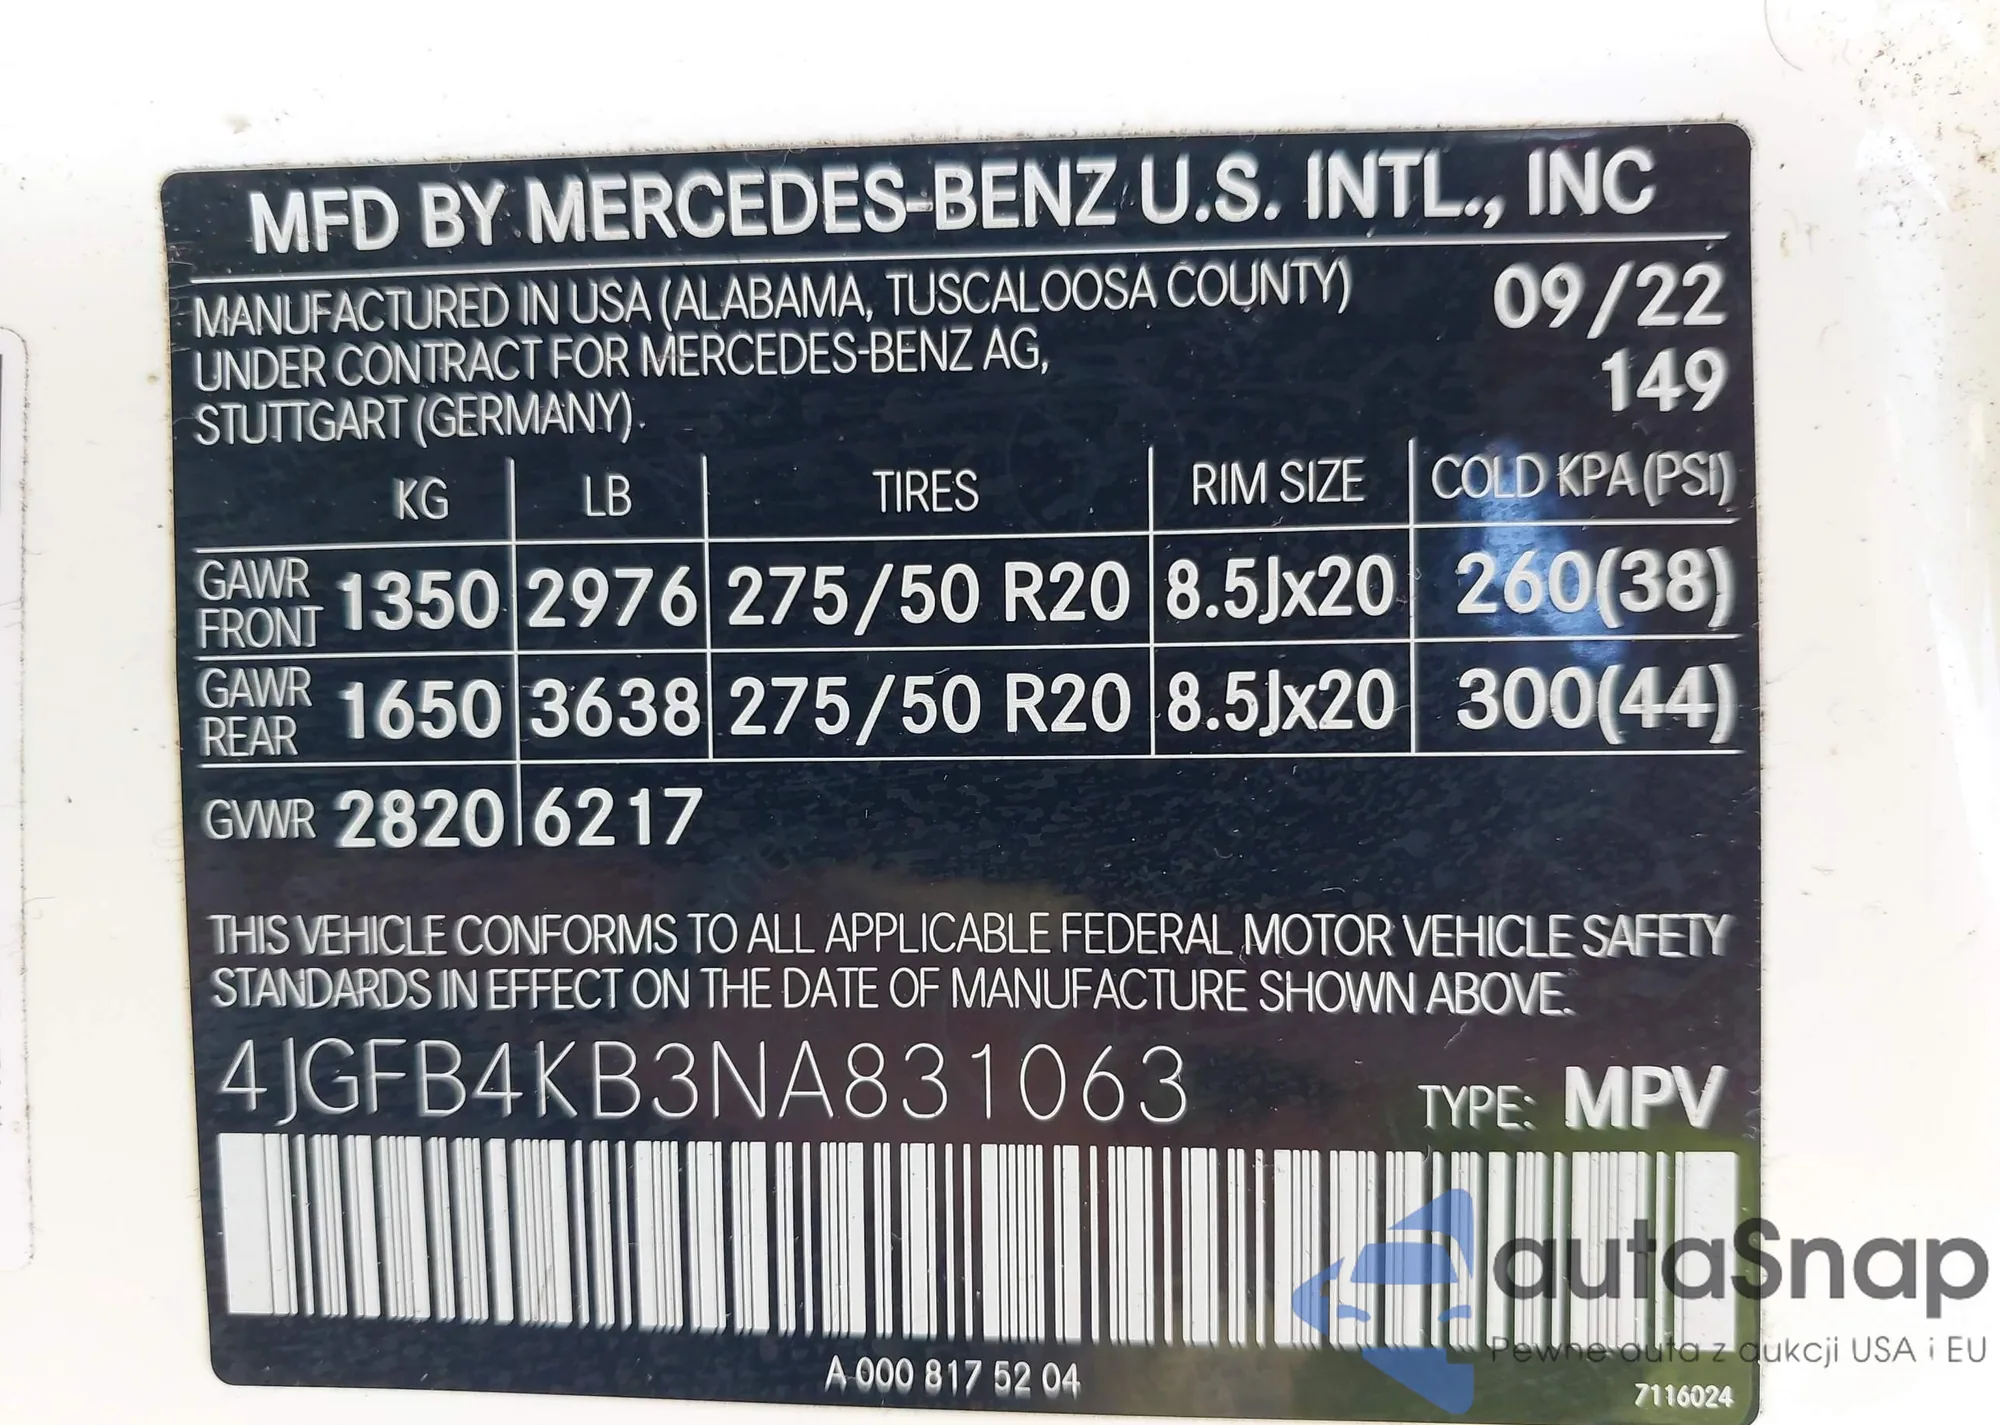 MFD BY MERCEDES-BENZ U.S. INTL., INC
MANUFACTURED IN USA (ALABAMA, TUSCALOOSA COUNTY) 09/22
UNDER CONTRACT FOR MERCEDES-BENZ AG, 149
STUTTGART (GERMANY).
KG LB TIRES RIM SIZE COLD KPA (PSI)
GAWR FRONT 1350 2976 275/50 R20 8.5Jx20 260(38)
GAWR REAR 1650 3638 275/50 R20 8.5Jx20 300(44)
GVWR 2820 6217
THIS VEHICLE CONFORMS TO ALL APPLICABLE FEDERAL MOTOR VEHICLE SAFETY
STANDARDS IN EFFECT ON THE DATE OF MANUFACTURE SHOWN ABOVE.
4JGFB4KB3NA831063 TYPE: MPV
A 000 817 52 04
7116024
autaSnap
Pewne auta z aukcji USA i EU